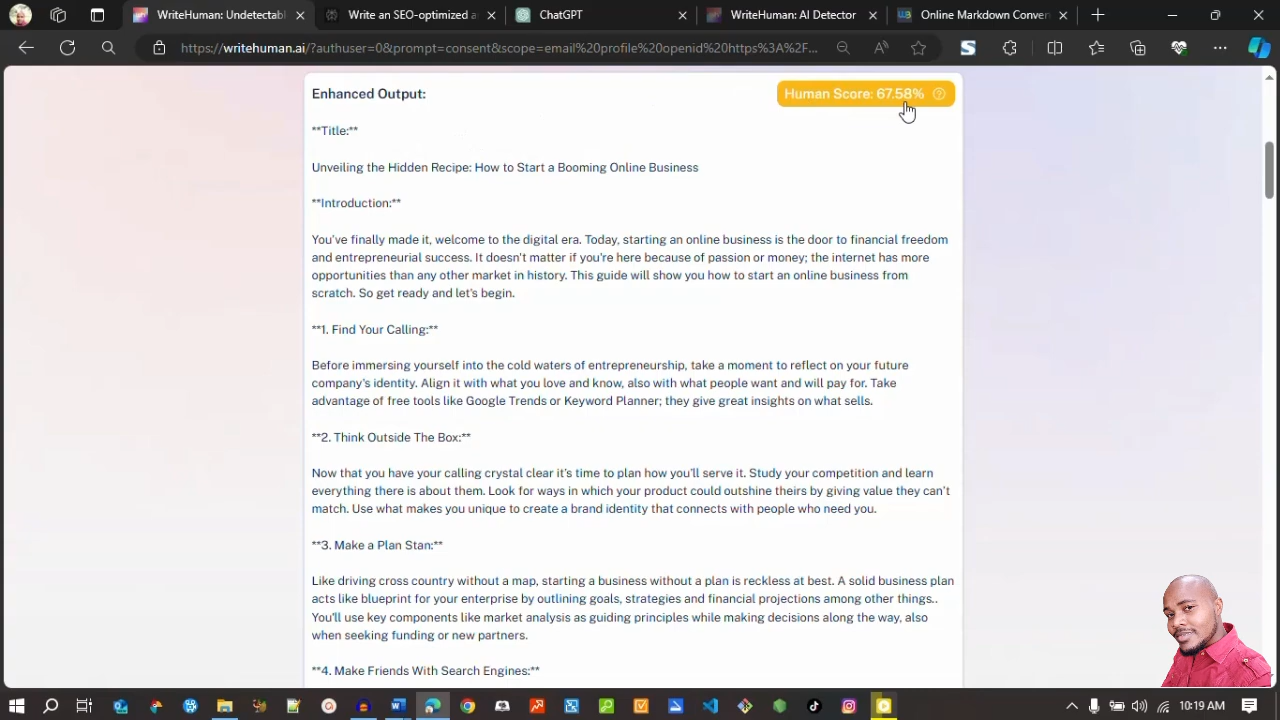 WriteHuman: Undetectabl
Write an SEO-optimized a
ChatGPT
WriteHuman: AI Detector
Online Markdown Conver
https://writehuman.ai/?authuser=0&prompt=consent&scope=email%20profile%20openid%20https%3A%2F...
Enhanced Output:
Human Score: 67.58%
**Title:**
Unveiling the Hidden Recipe: How to Start a Booming Online Business
**Introduction:**
You've finally made it, welcome to the digital era. Today, starting an online business is the door to financial freedom
and entrepreneurial success. It doesn't matter if you're here because of passion or money; the internet has more
opportunities than any other market in history. This guide will show you how to start an online business from
scratch. So get ready and let's begin.
**1. Find Your Calling:**
Before immersing yourself into the cold waters of entrepreneurship, take a moment to reflect on your future
company's identity. Align it with what you love and know, also with what people want and will pay for. Take
advantage of free tools like Google Trends or Keyword Planner; they give great insights on what sells.
**2. Think Outside The Box:**
Now that you have your calling crystal clear it's time to plan how you'll serve it. Study your competition and learn
everything there is about them. Look for ways in which your product could outshine theirs by giving value they can't
match. Use what makes you unique to create a brand identity that connects with people who need you.
**3. Make a Plan Stan:**
Like driving cross country without a map, starting a business without a plan is reckless at best. A solid business plan
acts like blueprint for your enterprise by outlining goals, strategies and financial projections among other things..
You'll use key components like market analysis as guiding principles while making decisions along the way, also
when seeking funding or new partners.
**4. Make Friends With Search Engines:**
10:19 AM